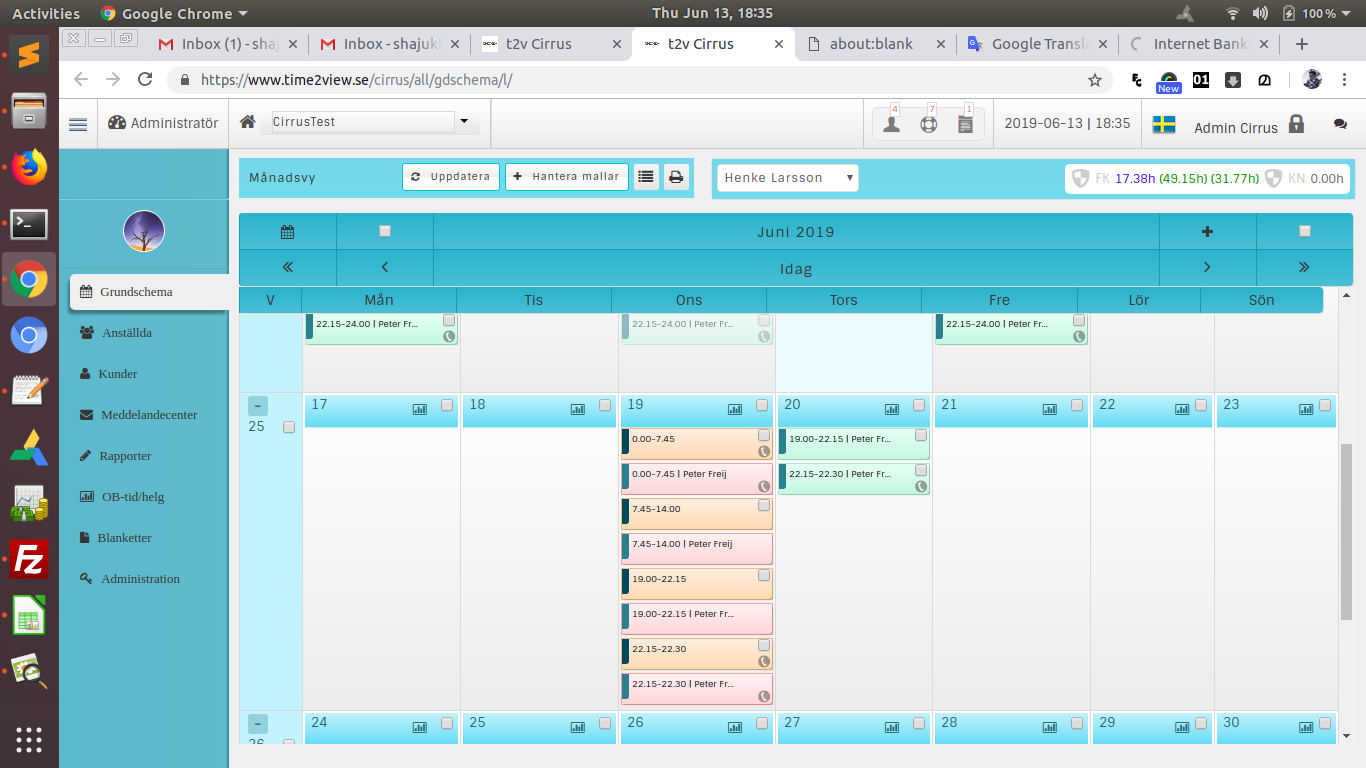 Activities
Google Chrome
Thu Jun 13, 18:35
100 %
Inbox (1) - sha
Inbox - shajuk
t2v Cirrus
t2v Cirrus
about:blank
Google Transl
Internet Bank
https://www.time2view.se/cirrus/all/gdschema/l/
New
01
Administratör
CirrusTest
4
7
1
2019-06-13 | 18:35
Admin Cirrus
Månadsvy
Uppdatera
Hantera mallar
Henke Larsson
FK 17.38h (49.15h) (31.77h)
KN 0.00h
Juni 2019
Idag
V Mån Tis Ons Tors Fre Lör Sön
Grundschema
Anställda
Kunder
Meddelandecenter
Rapporter
OB-tid/helg
Blanketter
Administration
22.15-24.00 | Peter Fr...
22.15-24.00 | Peter Fr...
22.15-24.00 | Peter Fr...
-
25
17 18 19 20 21 22 23
0.00-7.45
0.00-7.45 | Peter Freij
7.45-14.00
7.45-14.00 | Peter Freij
19.00-22.15
19.00-22.15 | Peter Fr...
22.15-22.30
22.15-22.30 | Peter Fr...
19.00-22.15 | Peter Fr...
22.15-22.30 | Peter Fr...
-
26
24 25 26 27 28 29 30
Fz